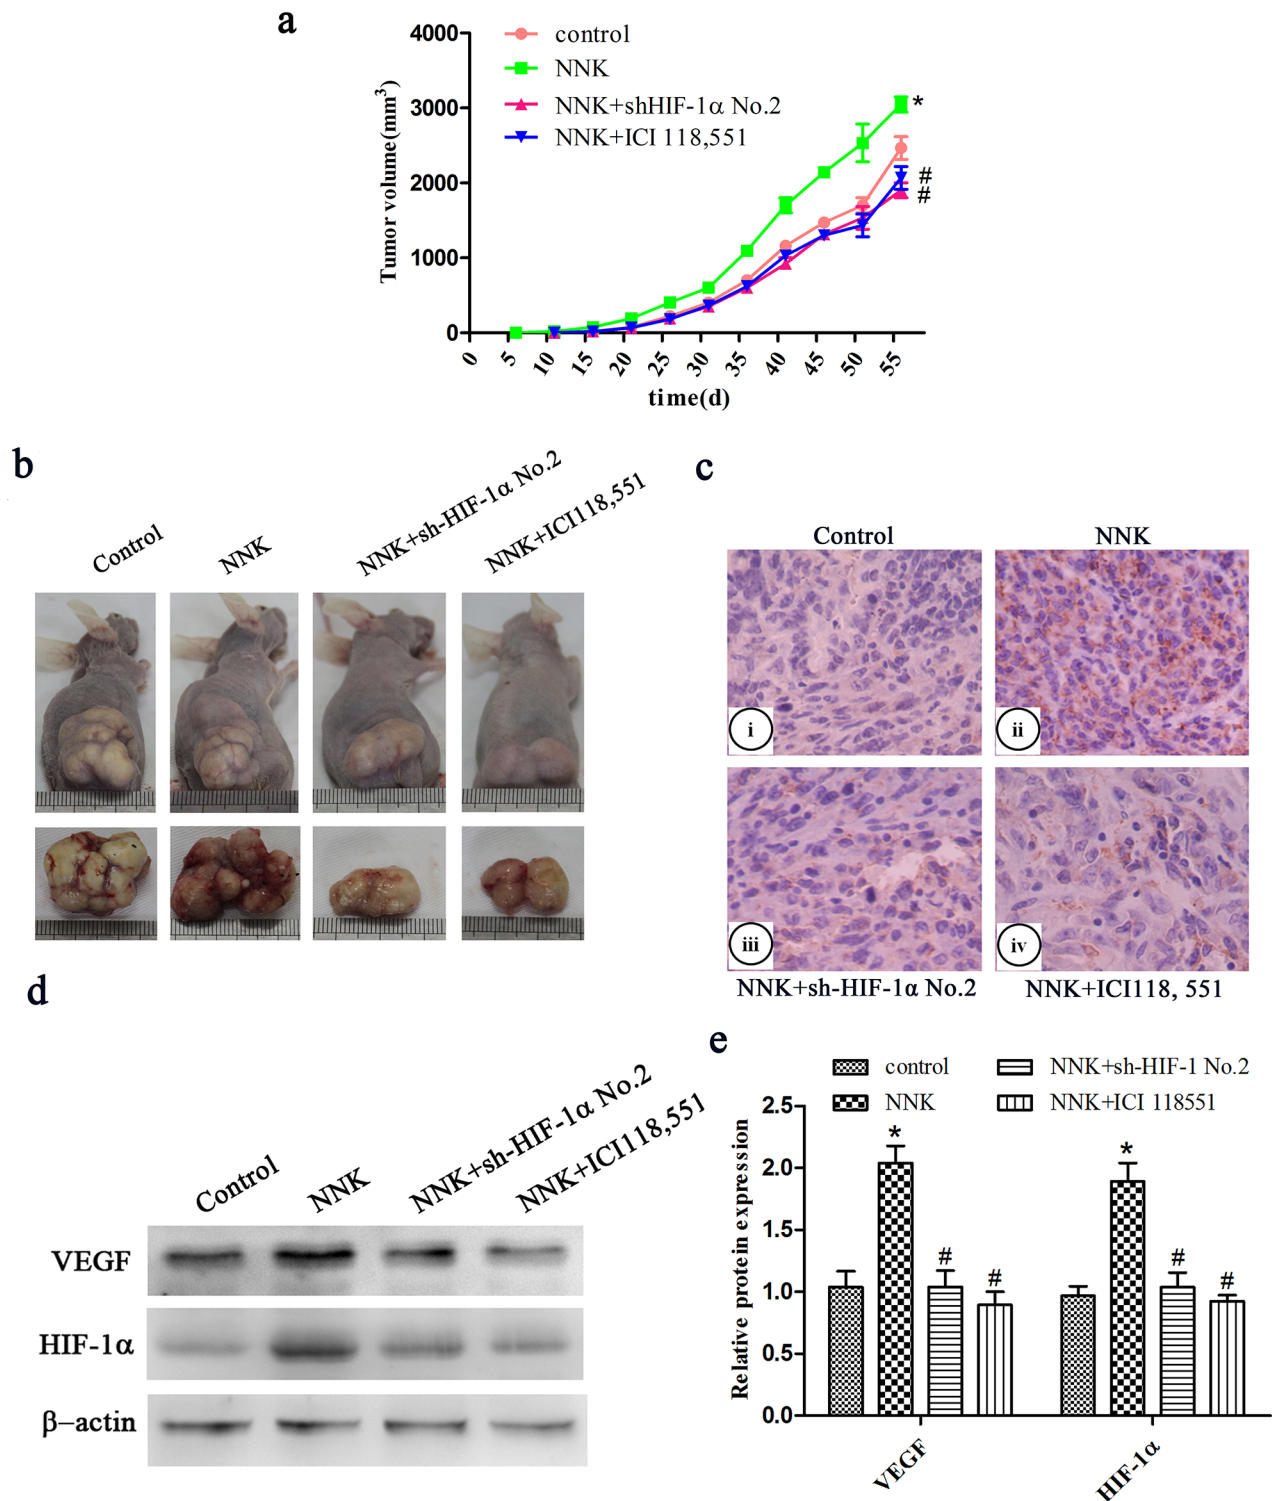 a
4000
3000
2000
1000
0
Tumor volume(mm³)
control
NNK
NNK+shHIF-1α No.2
NNK+ICI 118,551
*
#
#
0 5 10 15 20 25 30 35 40 45 50 55
time(d)
b
Control
NNK
NNK+sh-HIF-1α No.2
NNK+ICI118,551
c
Control
NNK
i
ii
iii
iv
NNK+sh-HIF-1α No.2
NNK+ICI118, 551
d
Control
NNK
NNK+sh-HIF-1α No.2
NNK+ICI118,551
VEGF
HIF-1α
β–actin
e
control
NNK
NNK+sh-HIF-1 No.2
NNK+ICI 118551
Relative protein expression
2.5
2.0
1.5
1.0
0.5
0.0
*
#
#
*
#
#
VEGF
HIF-1α